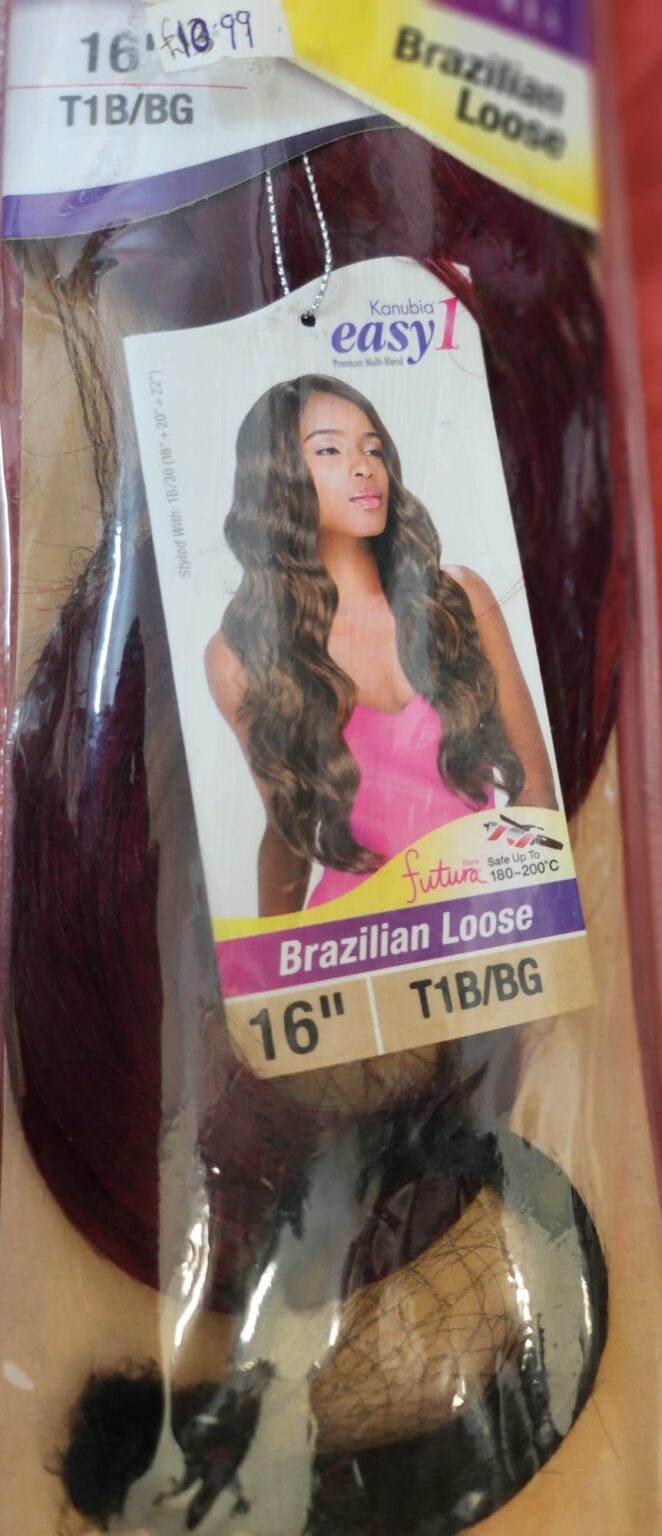 16"
£10.99
T1B/BG
Brazilian
Loose
Kanubia
easy1
Premium Multi-Blend
Styled With: 1B/30 (18" + 20" + 22")
futura fibre
Safe Up To
180~200°C
Brazilian Loose
16"
T1B/BG